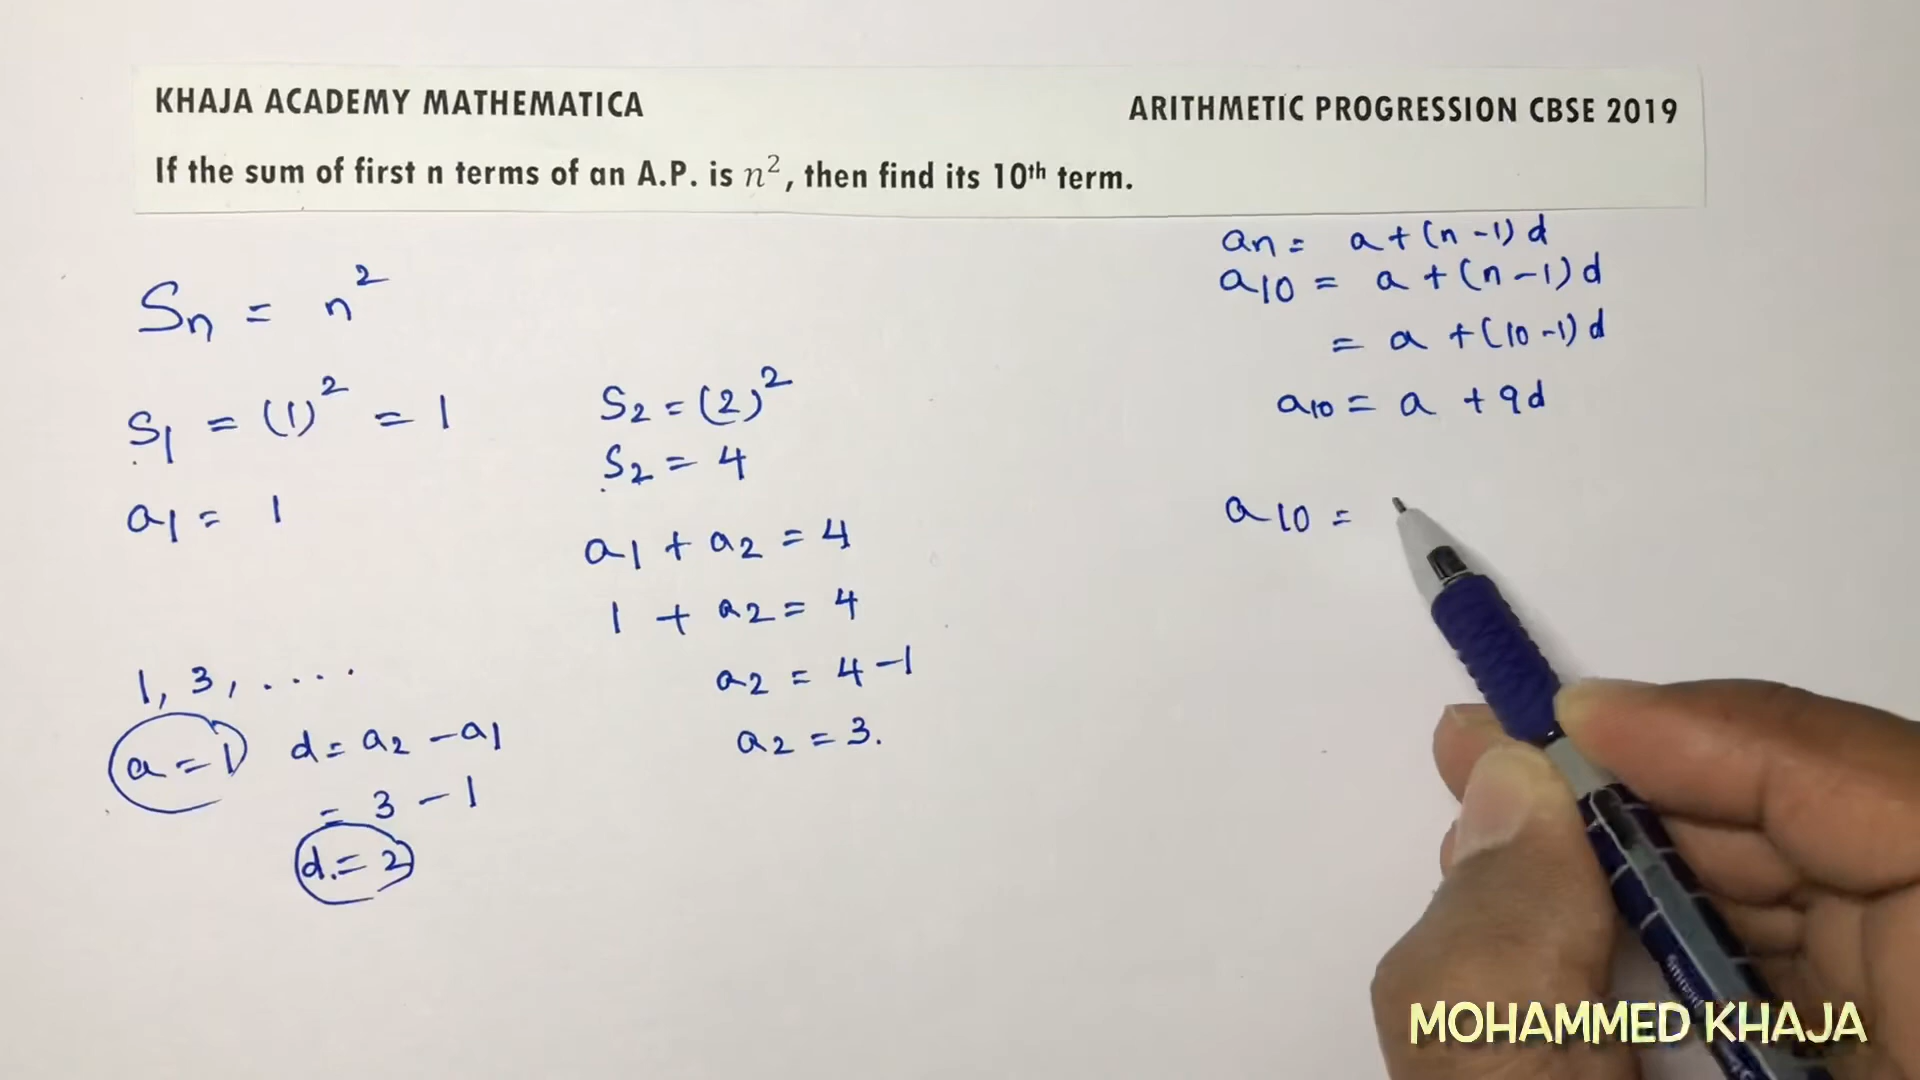 KHAJA ACADEMY MATHEMATICA
ARITHMETIC PROGRESSION CBSE 2019
If the sum of first n terms of an A.P. is n², then find its 10ᵗʰ term.
Sn = n²
S1 = (1)² = 1
a1 = 1
1, 3, ....
a = 1
d = a2 - a1
= 3 - 1
d = 2
S2 = (2)²
S2 = 4
a1 + a2 = 4
1 + a2 = 4
a2 = 4 - 1
a2 = 3.
an = a + (n - 1) d
a10 = a + (n - 1) d
= a + (10 - 1) d
a10 = a + 9d
a10 =
MOHAMMED KHAJA